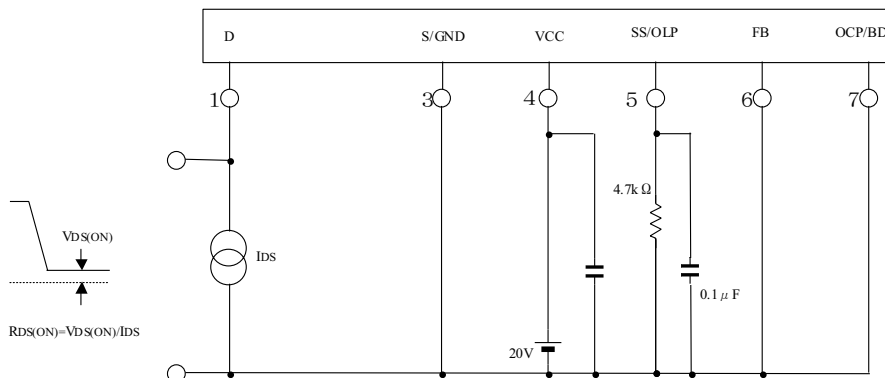 D S/GND VCC SS/OLP FB OCP/BD
1 3 4 5 6 7
4.7kΩ
VDS(ON)
IDS
0.1μF
RDS(ON)=VDS(ON)/IDS
20V